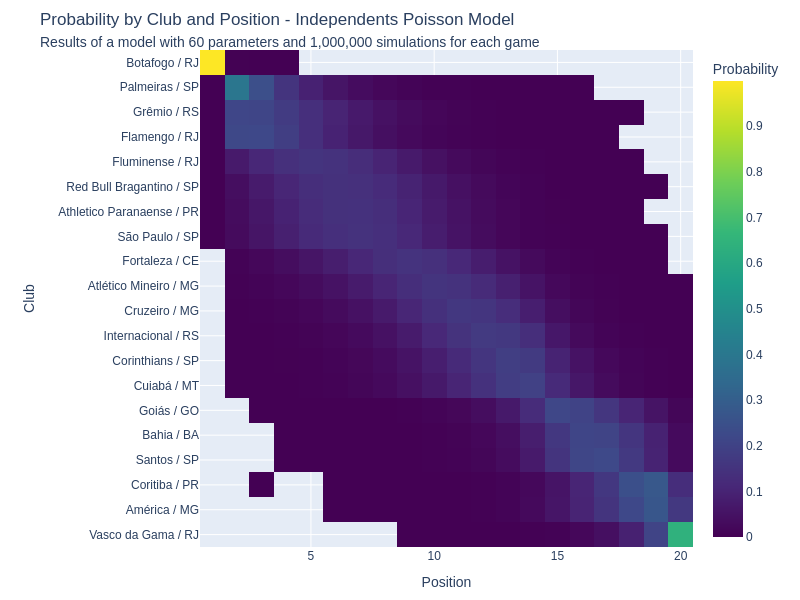 Probability by Club and Position - Independents Poisson Model
Results of a model with 60 parameters and 1,000,000 simulations for each game
Probability
Botafogo / RJ
Palmeiras / SP
Grêmio / RS
Flamengo / RJ
Fluminense / RJ
Red Bull Bragantino / SP
Athletico Paranaense / PR
São Paulo / SP
Fortaleza / CE
Atlético Mineiro / MG
Cruzeiro / MG
Internacional / RS
Corinthians / SP
Cuiabá / MT
Goiás / GO
Bahia / BA
Santos / SP
Coritiba / PR
América / MG
Vasco da Gama / RJ
Club
0.9
0.8
0.7
0.6
0.5
0.4
0.3
0.2
0.1
0
5
10
15
20
Position